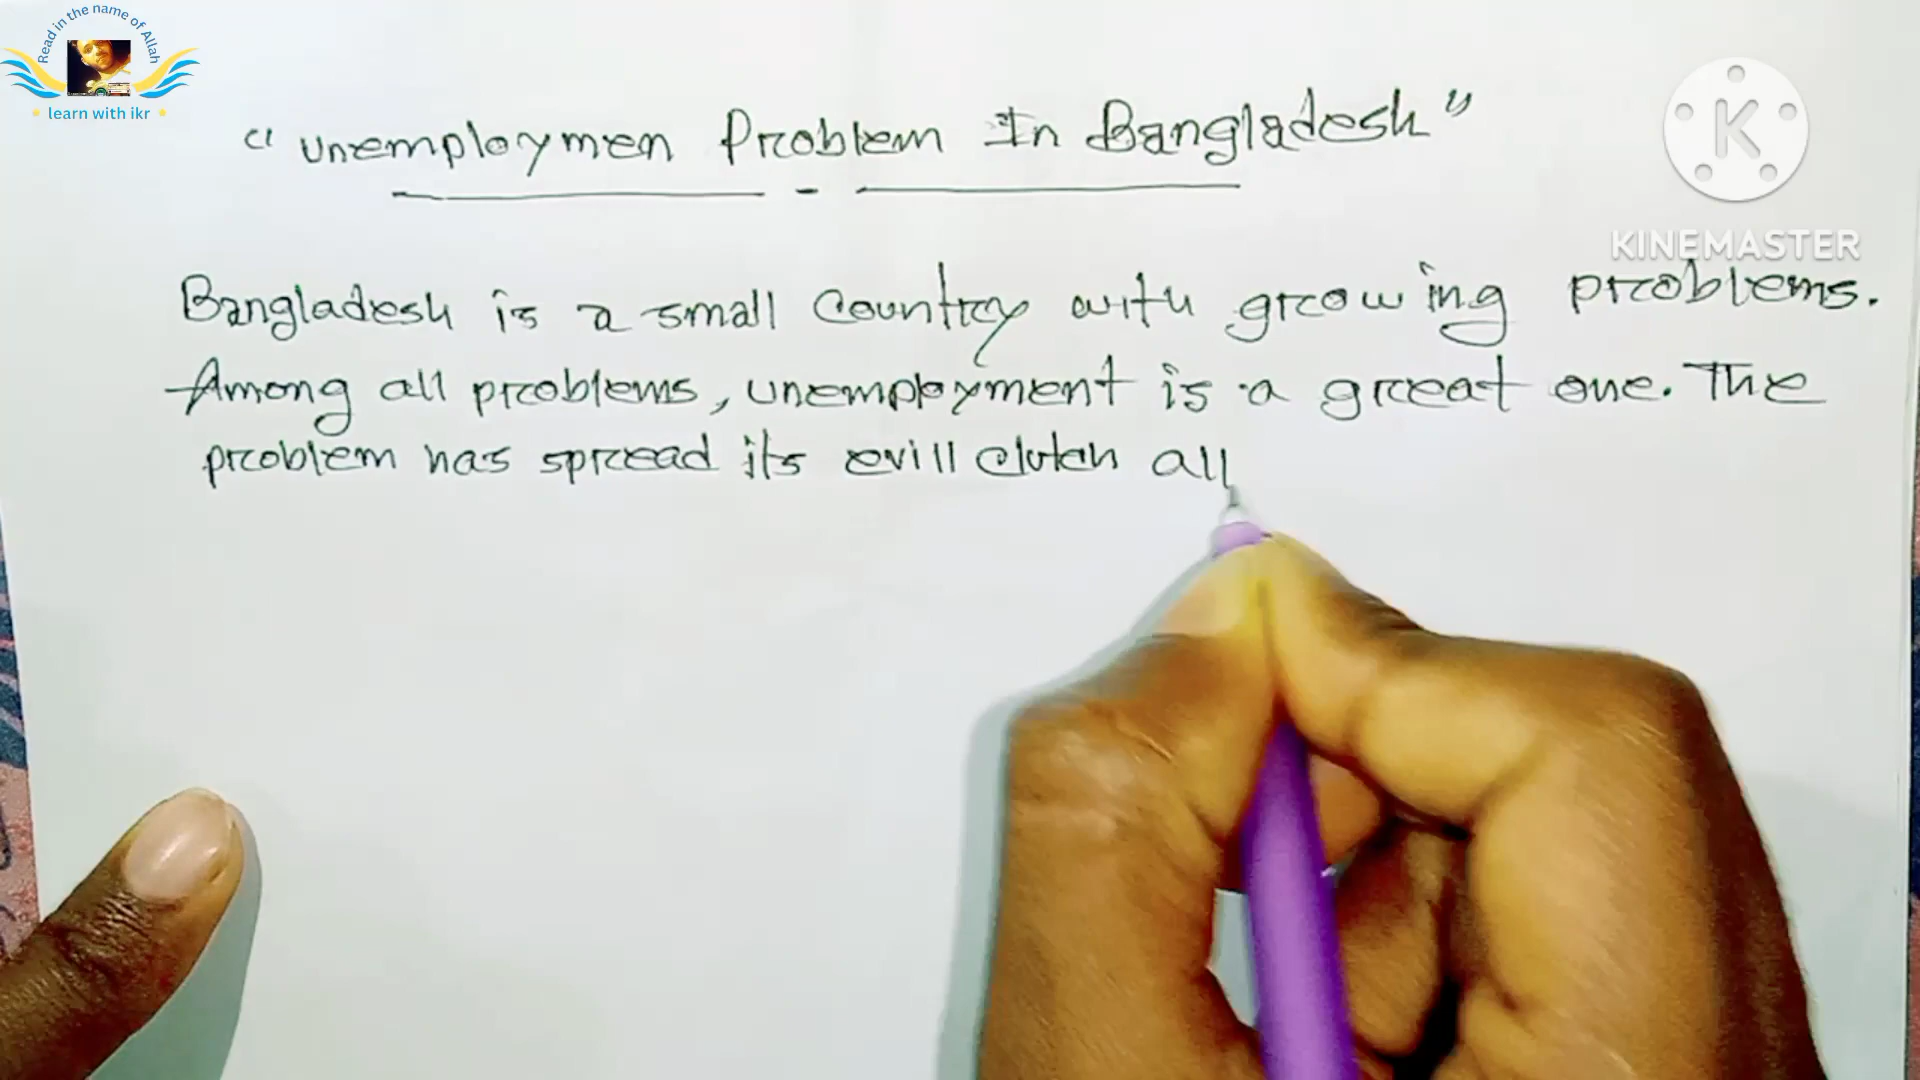 Read in the name of Allah
learn with ikr
"Unemploymen Problem In Bangladesh"
KINEMASTER
Bangladesh is a small Country with growing problems.
Among all problems, unemployment is a great one. The
problem has spread its evill clutch all